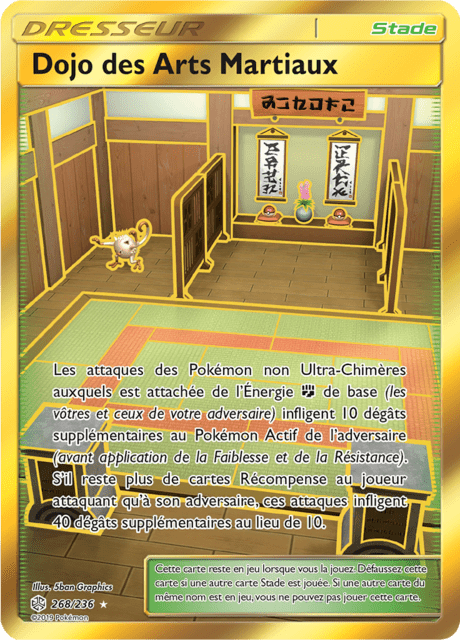 DRESSEUR
Stade
Dojo des Arts Martiaux
Les attaques des Pokémon non Ultra-Chimères
auxquels est attachée de l'Énergie de base (les
vôtres et ceux de votre adversaire) infligent 10 dégâts
supplémentaires au Pokémon Actif de l'adversaire
(avant application de la Faiblesse et de la Résistance).
S'il reste plus de cartes Récompense au joueur
attaquant qu'à son adversaire, ces attaques infligent
40 dégâts supplémentaires au lieu de 10.
Cette carte reste en jeu lorsque vous la jouez. Défaussez cette
carte si une autre carte Stade est jouée. Si une autre carte du
même nom est en jeu, vous ne pouvez pas jouer cette carte.
Illus. 5ban Graphics
268/236
©2019 Pokémon